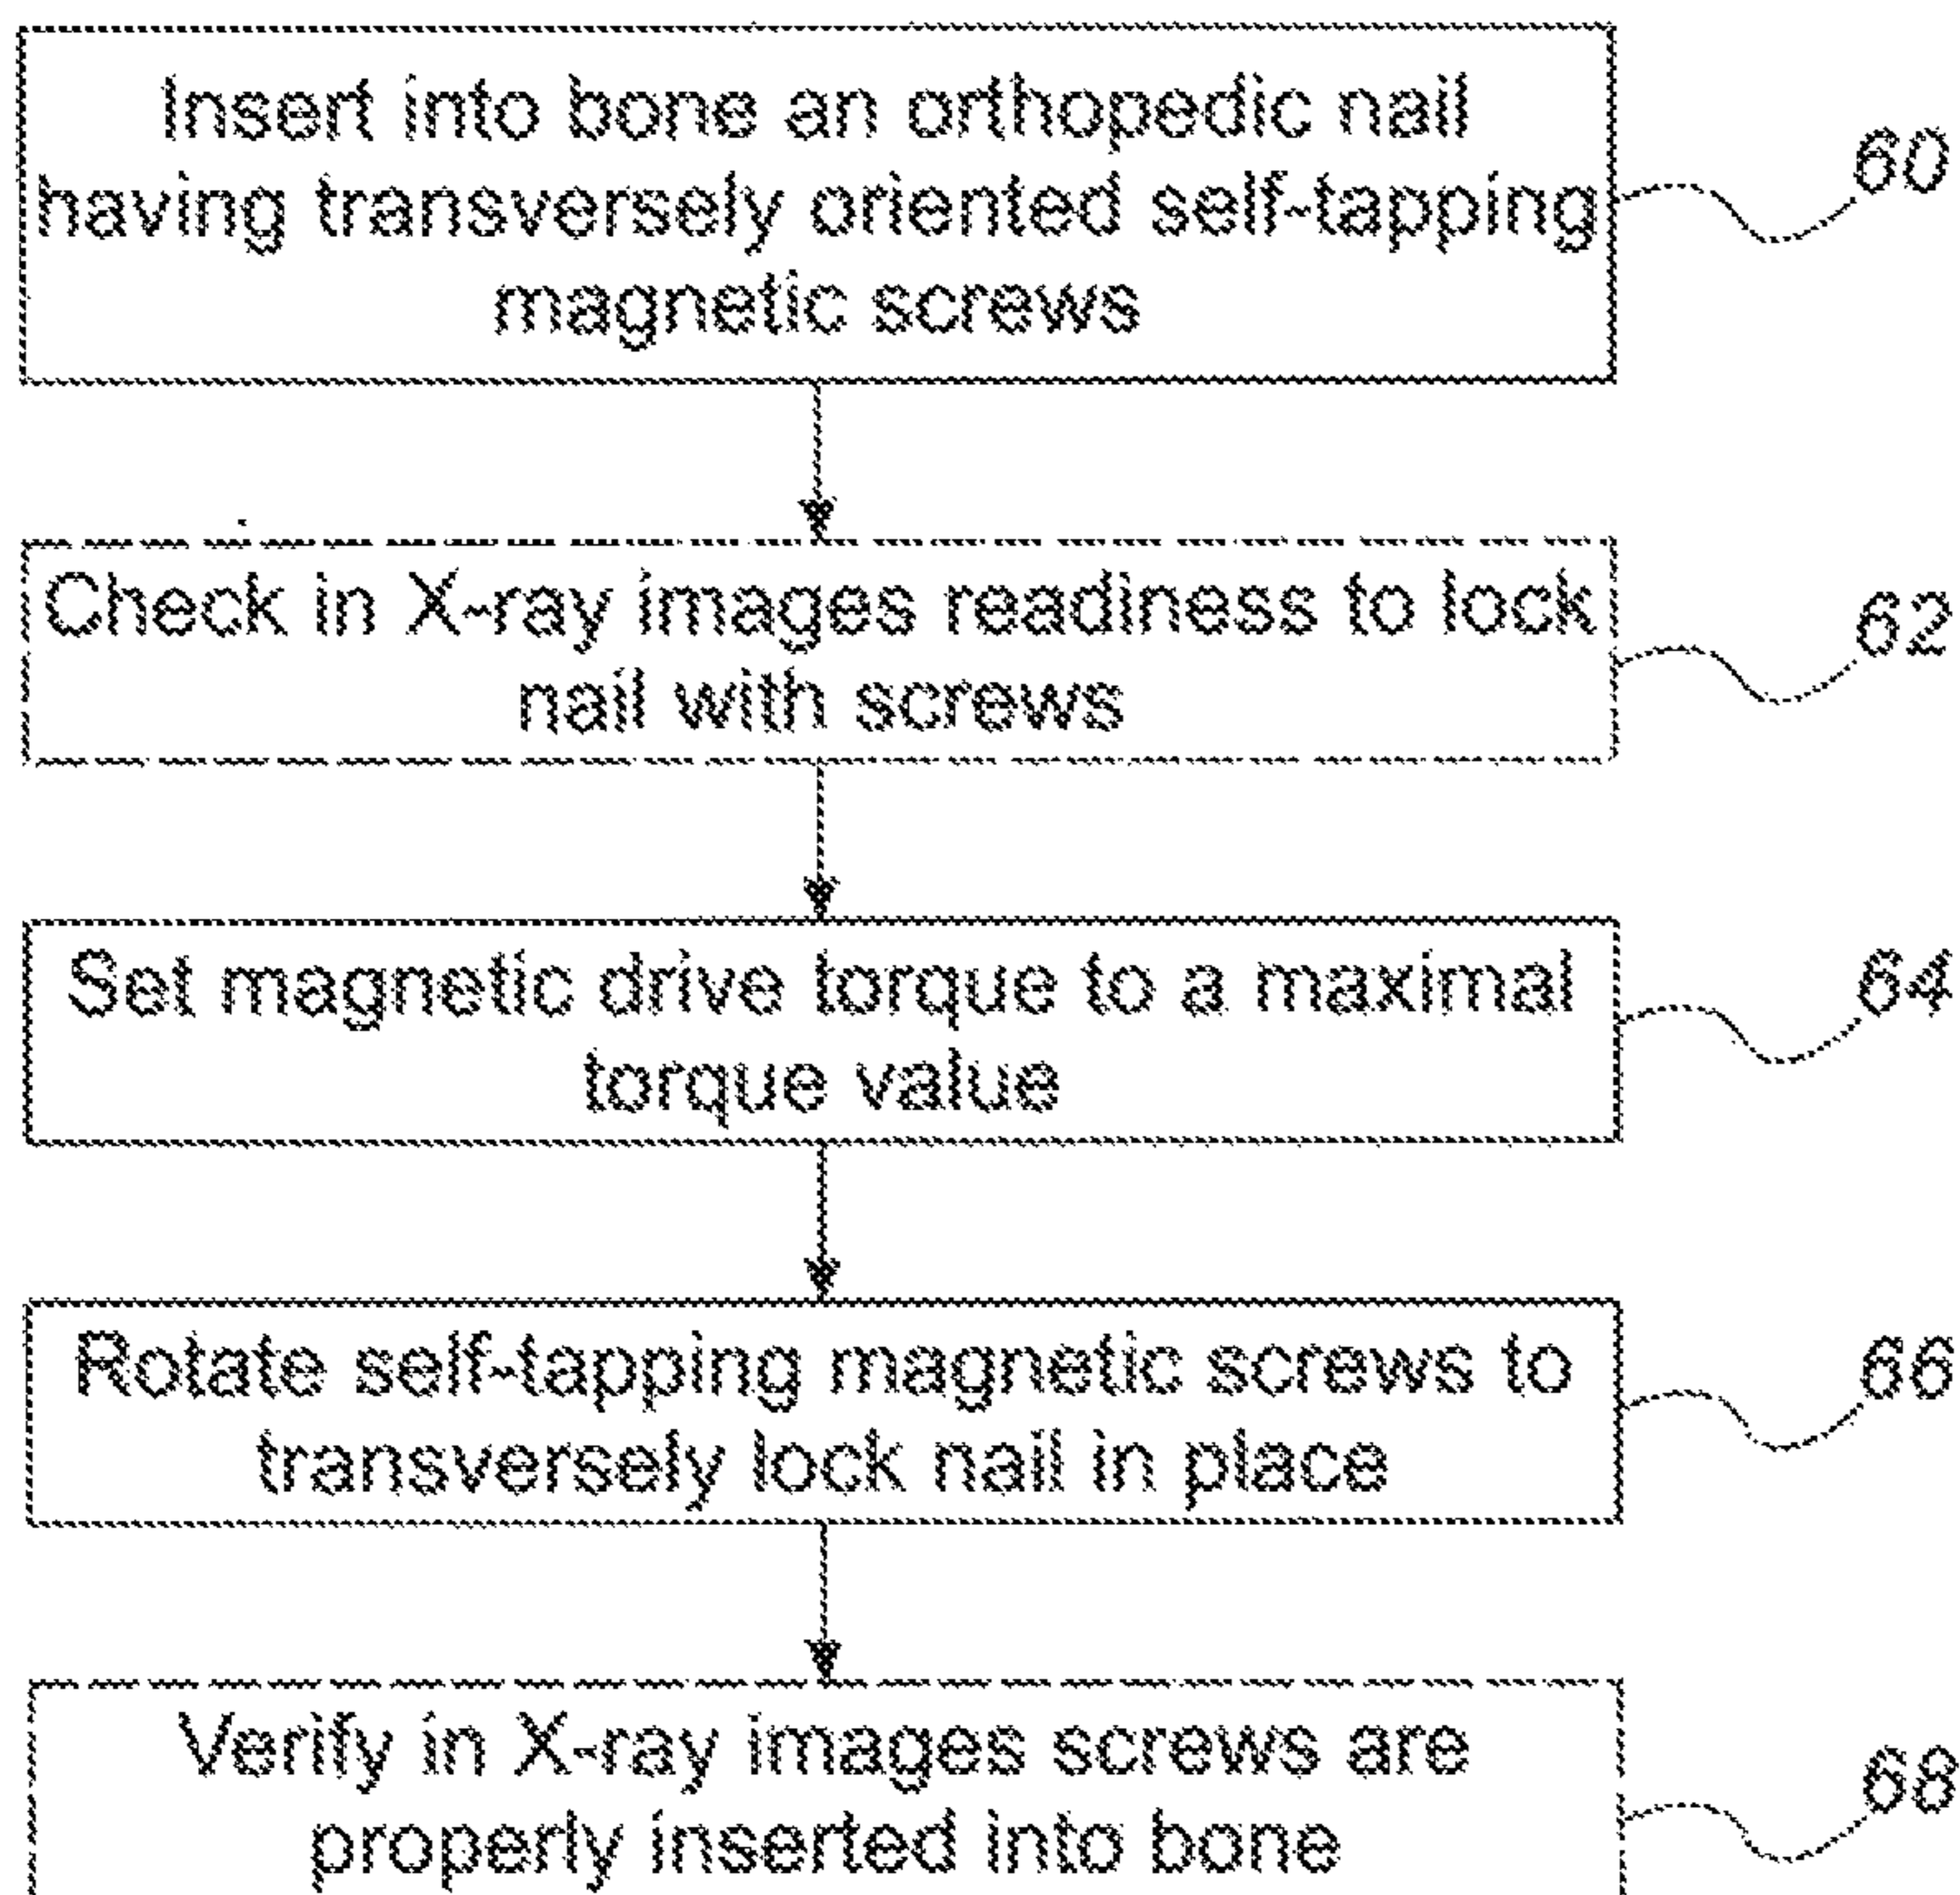 Insert into bone an orthopedic nail
having transversely oriented self-tapping
magnetic screws
60
Check in X-ray images readiness to lock
nail with screws
62
Set magnetic drive torque to a maximal
torque value
64
Rotate self-tapping magnetic screws to
transversely lock nail in place
66
Verify in X-ray images screws are
properly inserted into bone
68